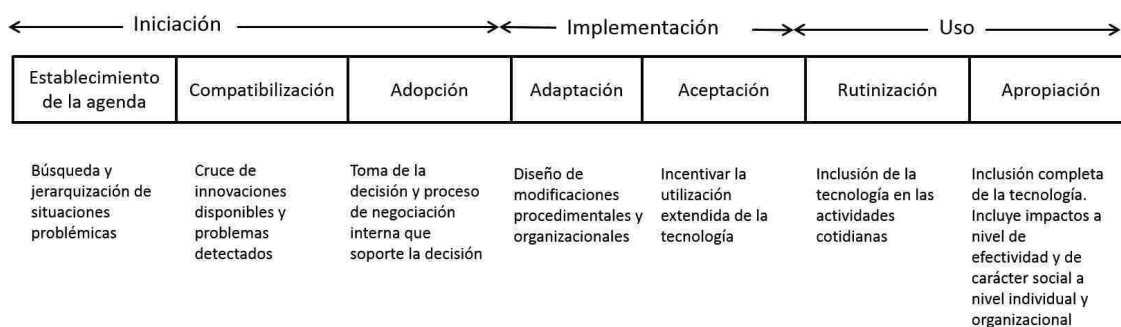 Iniciación
Implementación
Uso
Establecimiento
de la agenda
Compatibilización
Adopción
Adaptación
Aceptación
Rutinización
Apropiación
Búsqueda y
jerarquización de
situaciones
problémicas
Cruce de
innovaciones
disponibles y
problemas
detectados
Toma de la
decisión y proceso
de negociación
interna que
soporte la decisión
Diseño de
modificaciones
procedimentales y
organizacionales
Incentivar la
utilización
extendida de la
tecnología
Inclusión de la
tecnología en las
actividades
cotidianas
Inclusión completa
de la tecnología.
Incluye impactos a
nivel de
efectividad y de
carácter social a
nivel individual y
organizacional